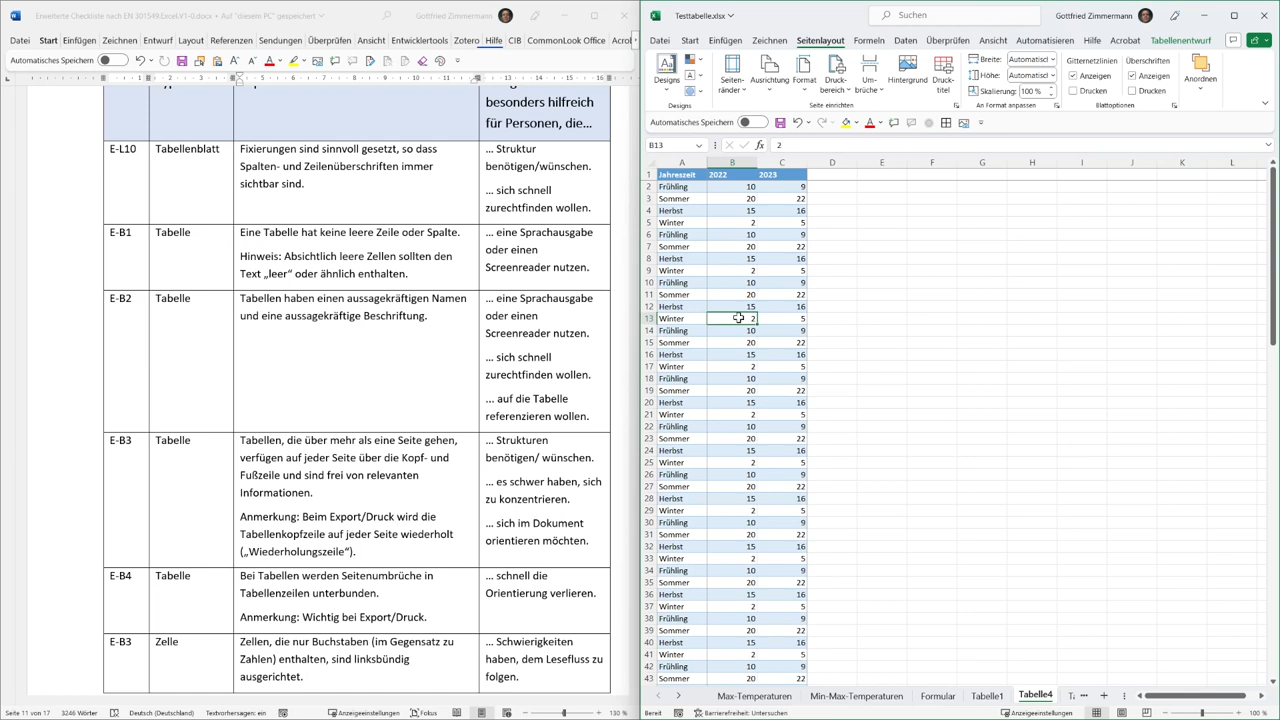 Erweiterte Checkliste nach EN 301549.Excel.V1-0.docx • Auf "diesem PC" gespeichert
Gottfried Zimmermann
Datei Start Einfügen Zeichnen Entwurf Layout Referenzen Sendungen Überprüfen Ansicht Entwicklertools Zotero Hilfe CIB CommonLook Office Acrob
Automatisches Speichern
besonders hilfreich
für Personen, die...
E-L10 Tabellenblatt Fixierungen sind sinnvoll gesetzt, so dass
Spalten- und Zeilenüberschriften immer
sichtbar sind.
... Struktur
benötigen/wünschen.
... sich schnell
zurechtfinden wollen.
E-B1 Tabelle Eine Tabelle hat keine leere Zeile oder Spalte.
Hinweis: Absichtlich leere Zellen sollten den
Text „leer“ oder ähnlich enthalten.
... eine Sprachausgabe
oder einen
Screenreader nutzen.
E-B2 Tabelle Tabellen haben einen aussagekräftigen Namen
und eine aussagekräftige Beschriftung.
... eine Sprachausgabe
oder einen
Screenreader nutzen.
... sich schnell
zurechtfinden wollen.
... auf die Tabelle
referenzieren wollen.
E-B3 Tabelle Tabellen, die über mehr als eine Seite gehen,
verfügen auf jeder Seite über die Kopf- und
Fußzeile und sind frei von relevanten
Informationen.
Anmerkung: Beim Export/Druck wird die
Tabellenkopfzeile auf jeder Seite wiederholt
(„Wiederholungszeile“).
... Strukturen
benötigen/ wünschen.
... es schwer haben, sich
zu konzentrieren.
... sich im Dokument
orientieren möchten.
E-B4 Tabelle Bei Tabellen werden Seitenumbrüche in
Tabellenzeilen unterbunden.
Anmerkung: Wichtig bei Export/Druck.
... schnell die
Orientierung verlieren.
E-B3 Zelle Zellen, die nur Buchstaben (im Gegensatz zu
Zahlen) enthalten, sind linksbündig
ausgerichtet.
... Schwierigkeiten
haben, dem Lesefluss zu
folgen.
Seite 11 von 17 3246 Wörter Deutsch (Deutschland) Textvorhersagen: ein Anzeigeeinstellungen Fokus 130 %
Testtabelle.xlsx
Suchen
Gottfried Zimmermann
Datei Start Einfügen Zeichnen Seitenlayout Formeln Daten Überprüfen Ansicht Automatisieren Hilfe Acrobat Tabellenentwurf
Designs
Seiten-
ränder
Ausrichtung
Format
Druck-
bereich
Um-
brüche
Hintergrund
Druck-
titel
Breite: Automatisch
Höhe: Automatisch
Skalierung: 100 %
Gitternetzlinien Überschriften
Anzeigen Anzeigen
Drucken Drucken
Anordnen
Designs Seite einrichten An Format anpassen Blattoptionen
Automatisches Speichern
B13 fx 2
A B C D E F G H I J K L
1 Jahreszeit 2022 2023
2 Frühling 10 9
3 Sommer 20 22
4 Herbst 15 16
5 Winter 2 5
6 Frühling 10 9
7 Sommer 20 22
8 Herbst 15 16
9 Winter 2 5
10 Frühling 10 9
11 Sommer 20 22
12 Herbst 15 16
13 Winter 2 5
14 Frühling 10 9
15 Sommer 20 22
16 Herbst 15 16
17 Winter 2 5
18 Frühling 10 9
19 Sommer 20 22
20 Herbst 15 16
21 Winter 2 5
22 Frühling 10 9
23 Sommer 20 22
24 Herbst 15 16
25 Winter 2 5
26 Frühling 10 9
27 Sommer 20 22
28 Herbst 15 16
29 Winter 2 5
30 Frühling 10 9
31 Sommer 20 22
32 Herbst 15 16
33 Winter 2 5
34 Frühling 10 9
35 Sommer 20 22
36 Herbst 15 16
37 Winter 2 5
38 Frühling 10 9
39 Sommer 20 22
40 Herbst 15 16
41 Winter 2 5
42 Frühling 10 9
43 Sommer 20 22
Max-Temperaturen Min-Max-Temperaturen Formular Tabelle1 Tabelle4
Bereit Barrierefreiheit: Untersuchen Anzeigeeinstellungen 100 %